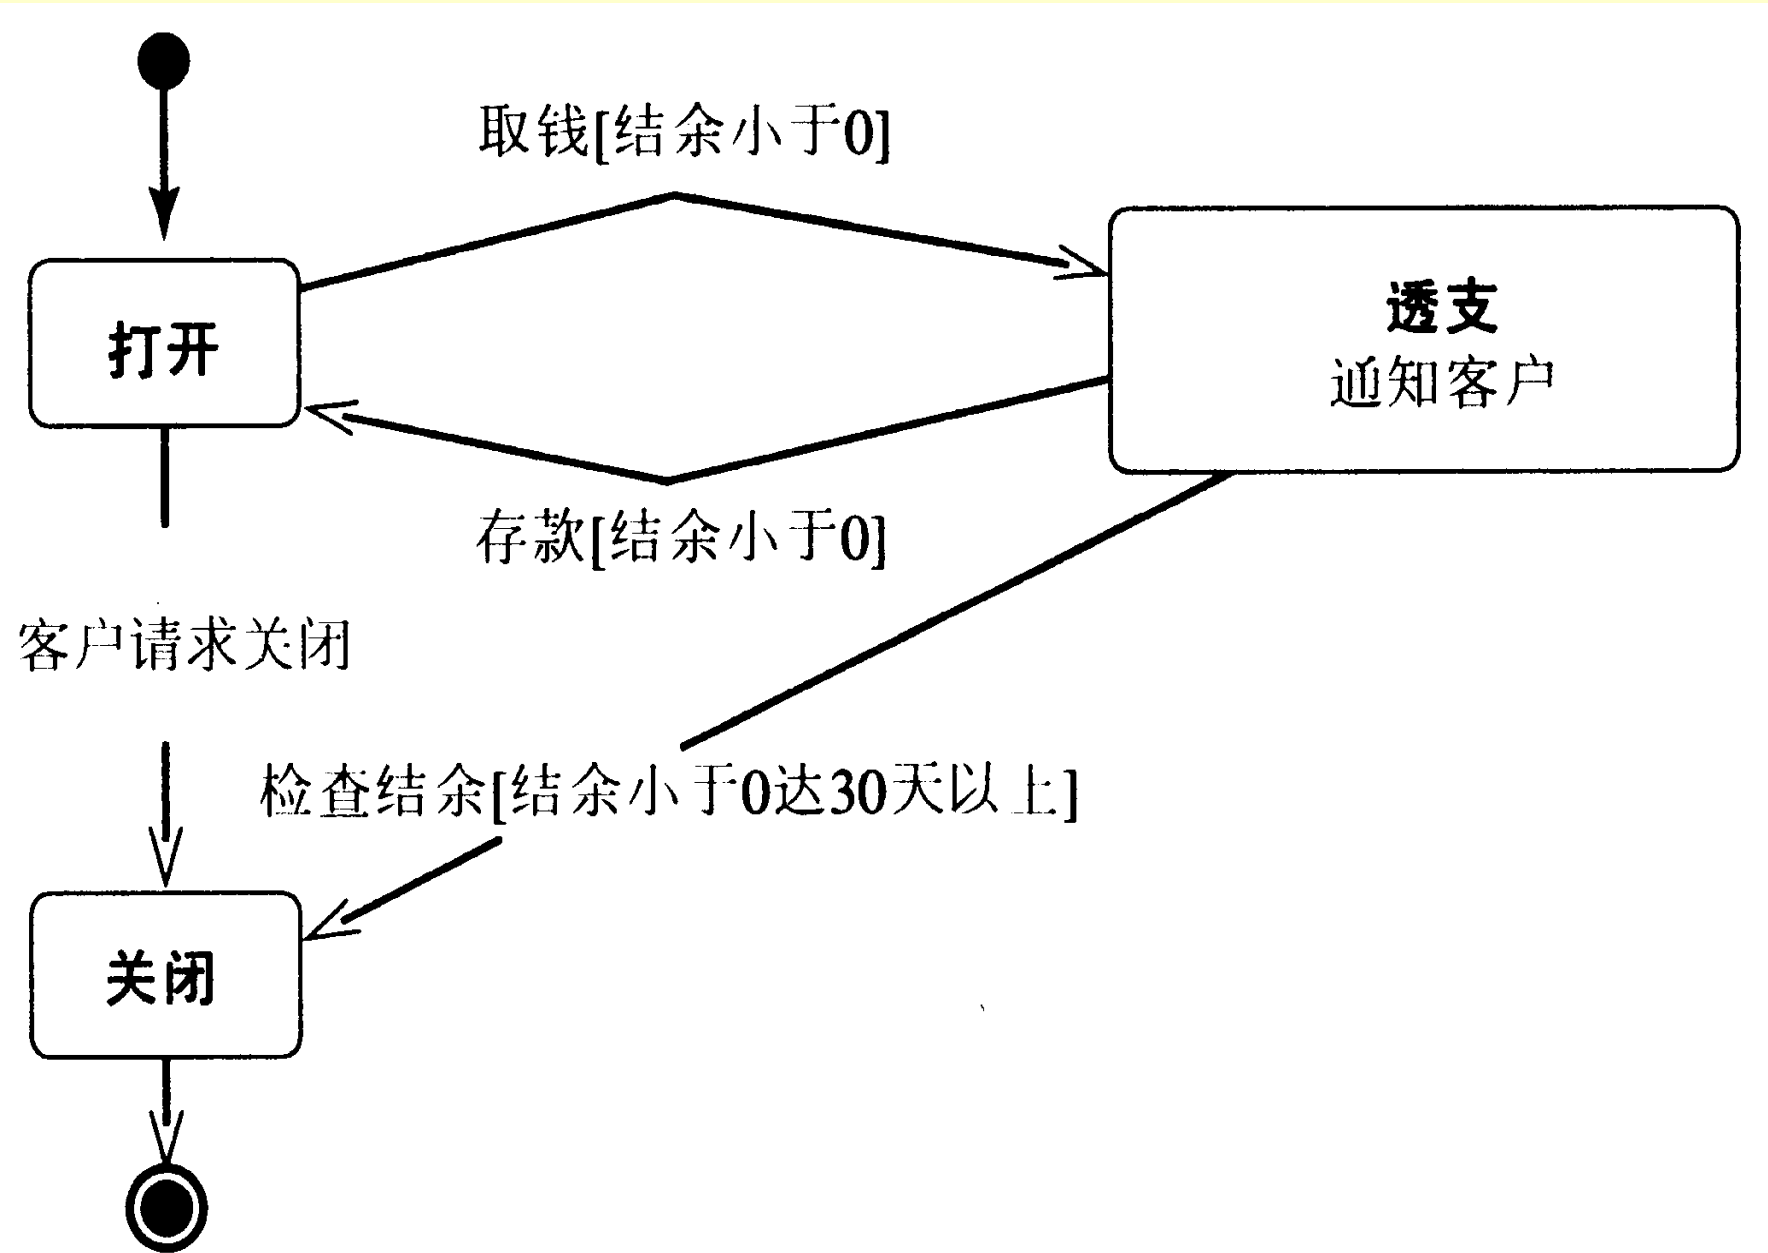 取钱[结余小于0]
打开
透支
通知客户
存款[结余小于0]
客户请求关闭
检查结余[结余小于0达30天以上]
关闭